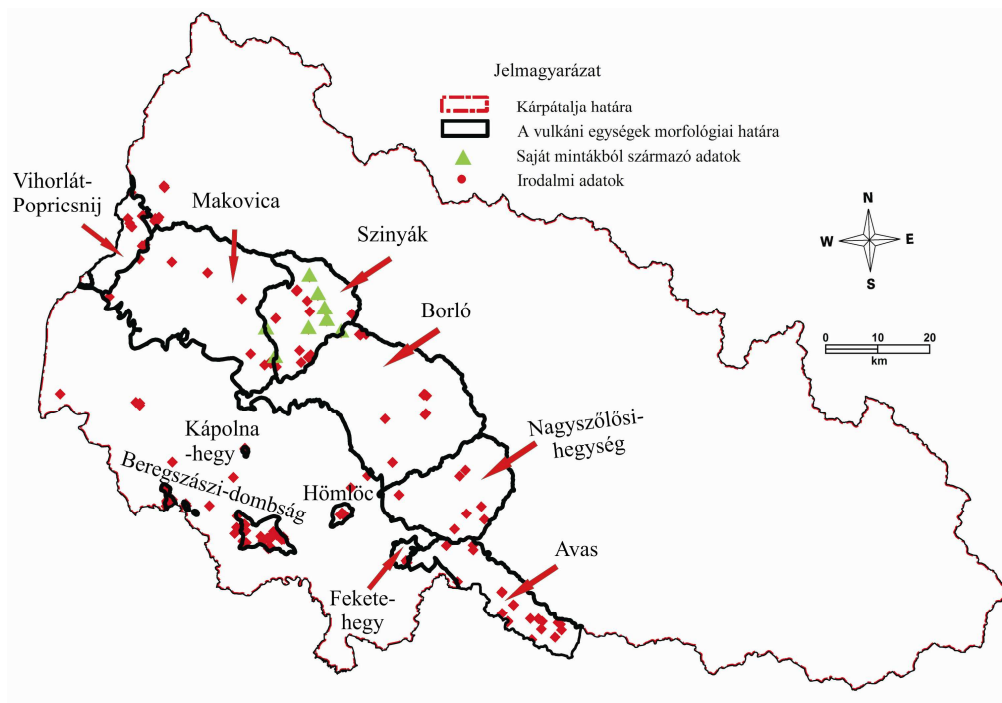 Jelmagyarázat
Kárpátalja határa
A vulkáni egységek morfológiai határa
Saját mintákból származó adatok
Irodalmi adatok
Vihorlát-
Popricsnij
Makovica
Szinyák
Borló
N
W
E
S
0
10
20
km
Nagyszőlősi-
hegység
Kápolna
-hegy
Beregszászi-dombság
Hömlöc
Avas
Fekete-
hegy